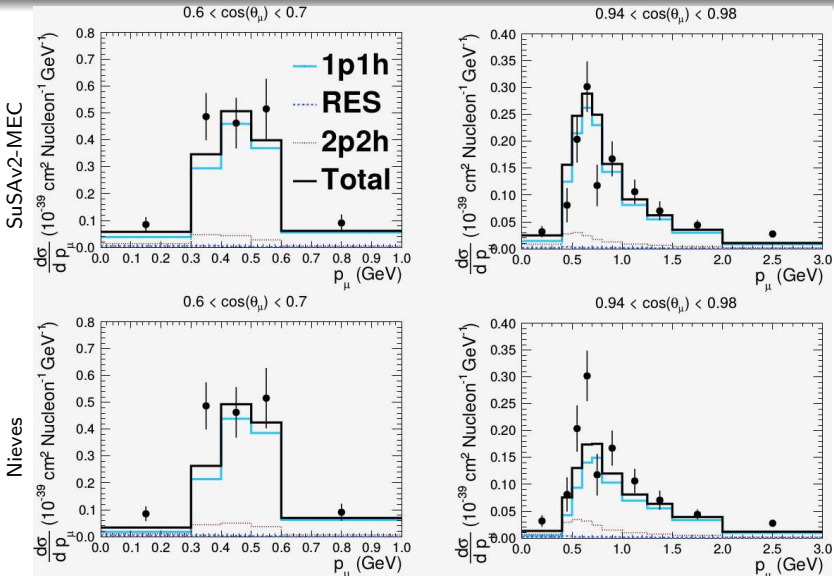 SuSAv2-MEC
0.6 < cos(θμ) < 0.7
dσ/d pμ (10⁻³⁹ cm² Nucleon⁻¹ GeV⁻¹)
0.8
0.7
0.6
0.5
0.4
0.3
0.2
0.1
0.0
1p1h
RES
2p2h
Total
0.0 0.1 0.2 0.3 0.4 0.5 0.6 0.7 0.8 0.9 1.0
pμ (GeV)
0.94 < cos(θμ) < 0.98
dσ/d pμ (10⁻³⁹ cm² Nucleon⁻¹ GeV⁻¹)
0.40
0.35
0.30
0.25
0.20
0.15
0.10
0.05
0.00
0.0 0.5 1.0 1.5 2.0 2.5 3.0
pμ (GeV)
Nieves
0.6 < cos(θμ) < 0.7
dσ/d pμ (10⁻³⁹ cm² Nucleon⁻¹ GeV⁻¹)
0.8
0.7
0.6
0.5
0.4
0.3
0.2
0.1
0.0
0.0 0.1 0.2 0.3 0.4 0.5 0.6 0.7 0.8 0.9 1.0
pμ (GeV)
0.94 < cos(θμ) < 0.98
dσ/d pμ (10⁻³⁹ cm² Nucleon⁻¹ GeV⁻¹)
0.40
0.35
0.30
0.25
0.20
0.15
0.10
0.05
0.00
0.0 0.5 1.0 1.5 2.0 2.5 3.0
pμ (GeV)